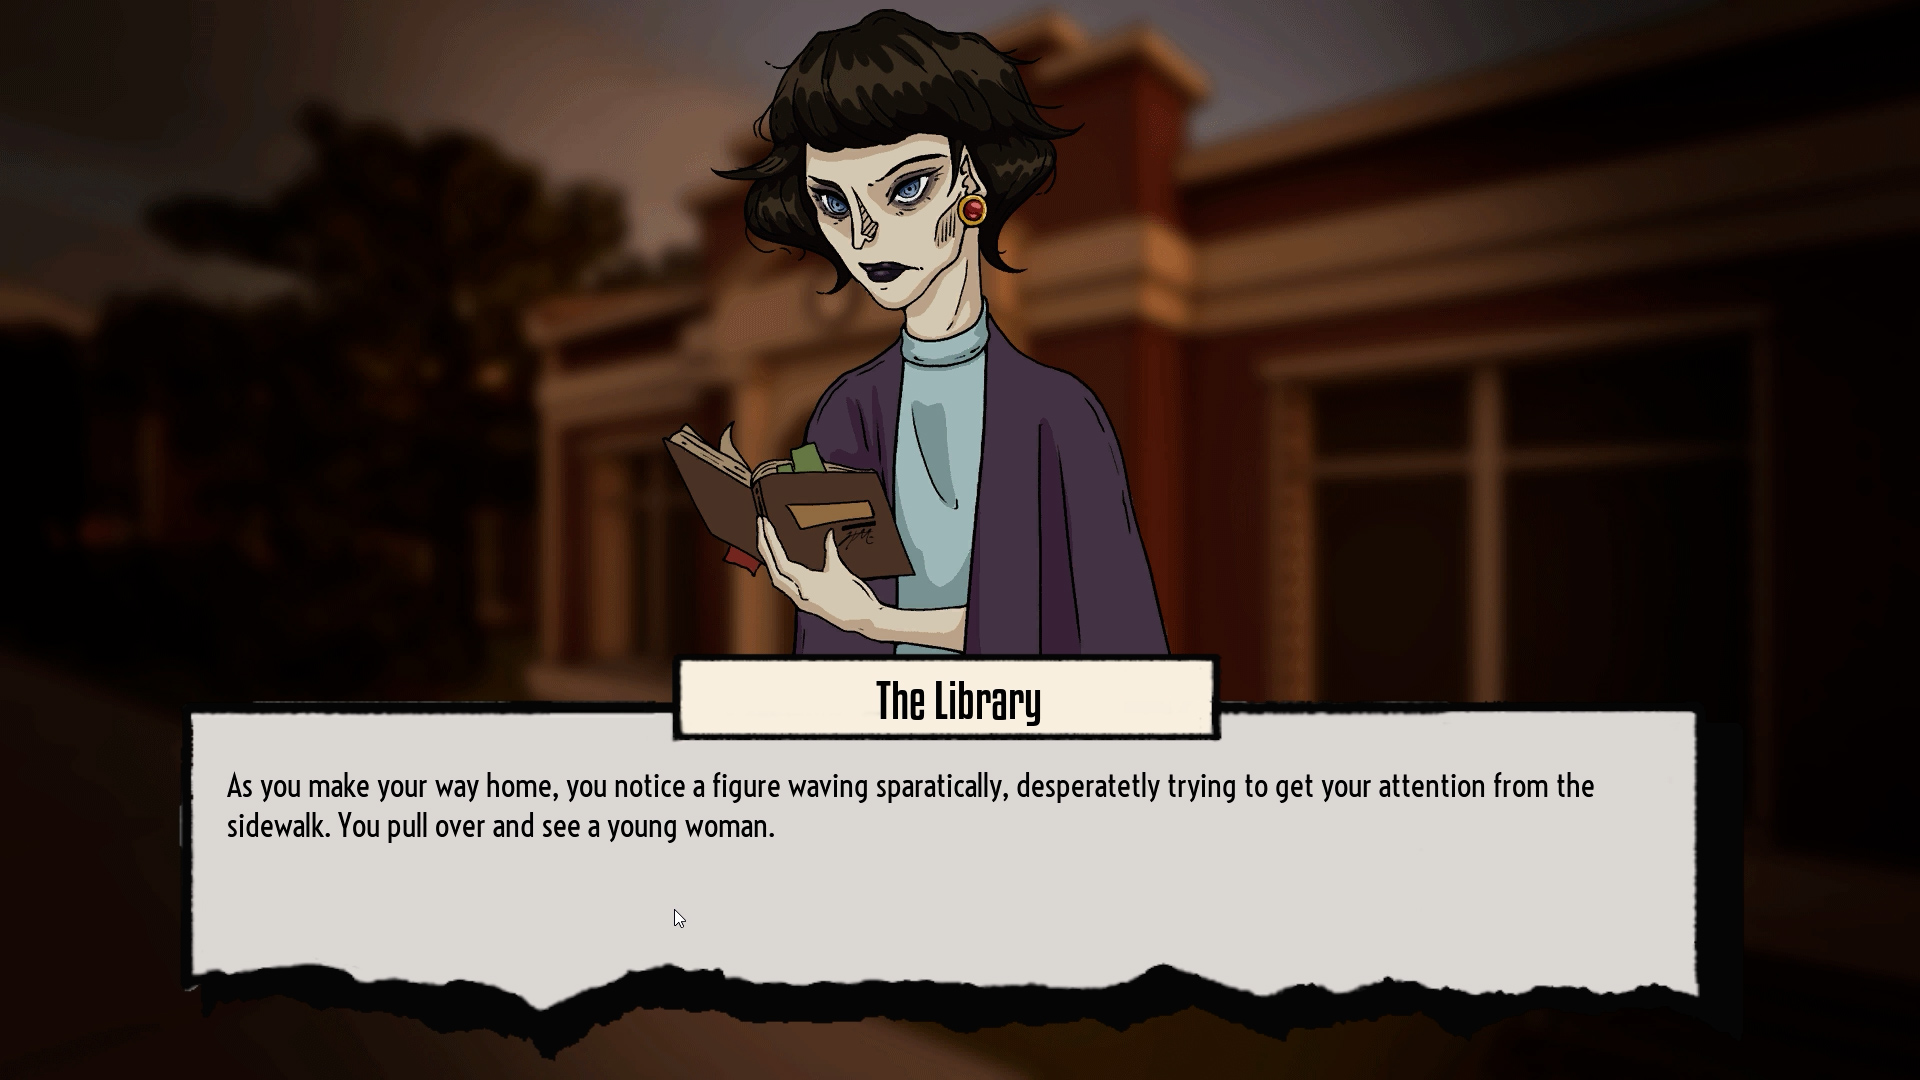 The Library
As you make your way home, you notice a figure waving sparatically, desperatetly trying to get your attention from the
sidewalk. You pull over and see a young woman.